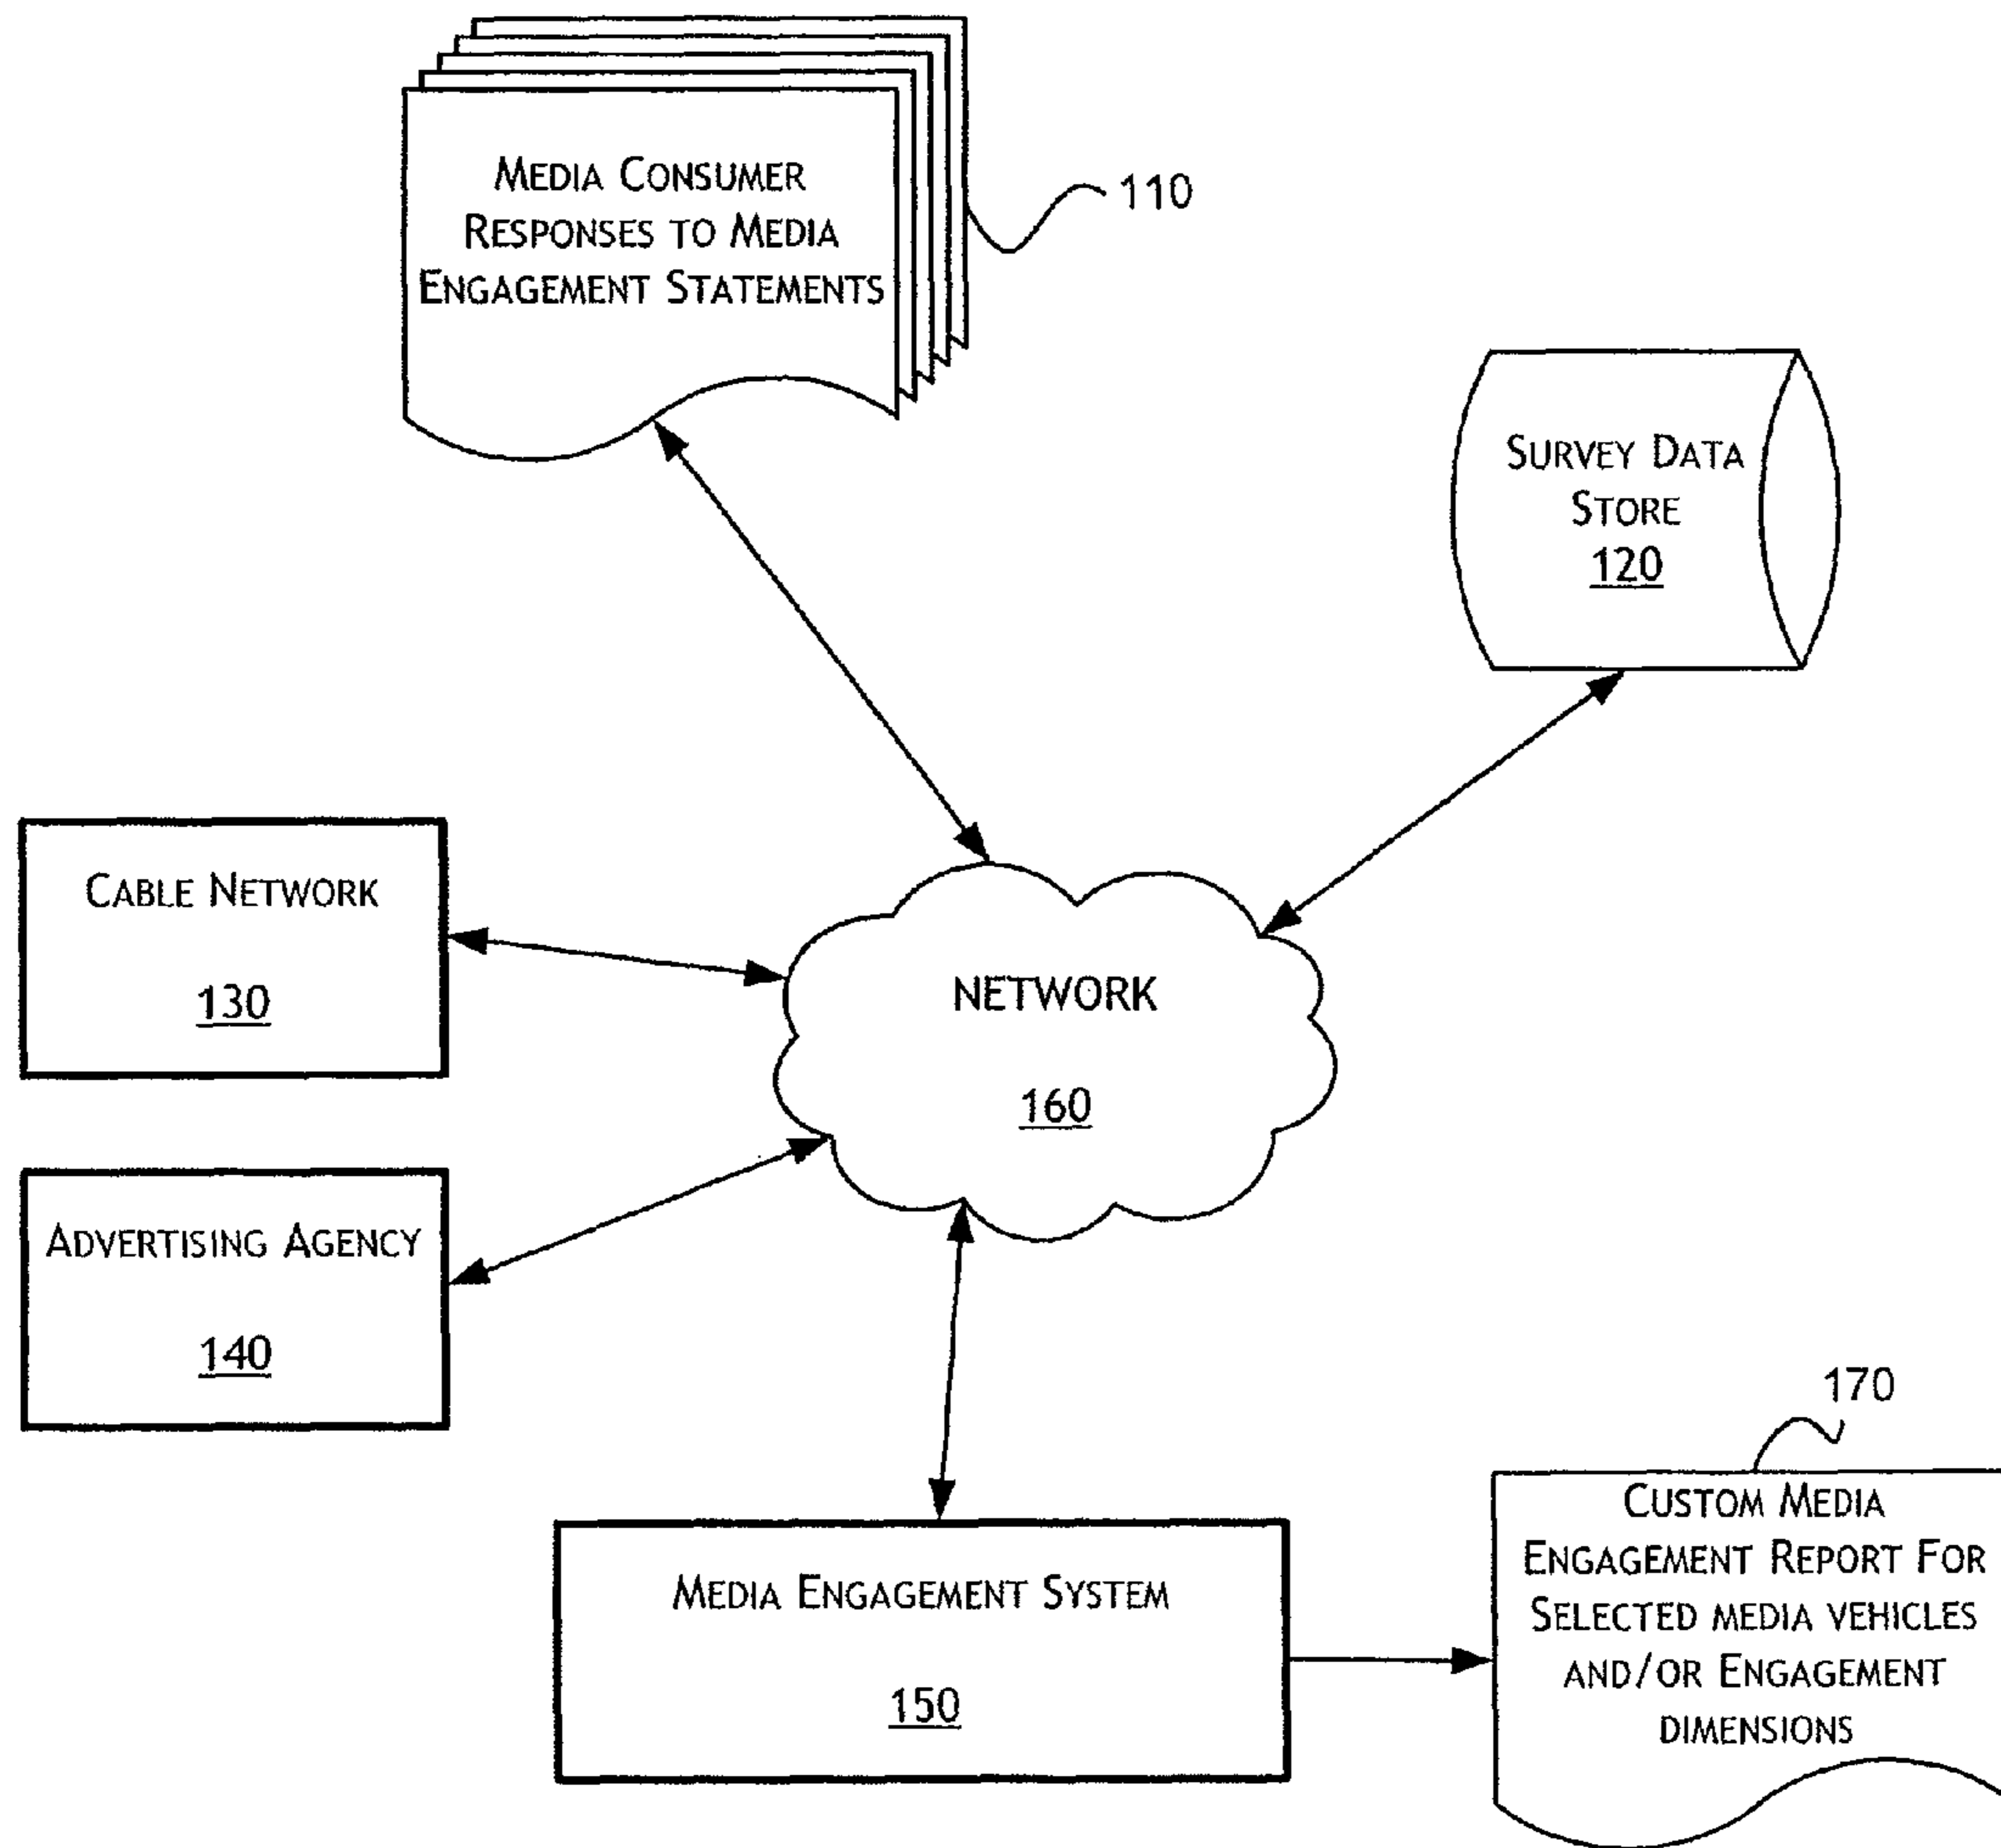 MEDIA CONSUMER
RESPONSES TO MEDIA
ENGAGEMENT STATEMENTS
110
SURVEY DATA
STORE
120
CABLE NETWORK
130
NETWORK
160
ADVERTISING AGENCY
140
MEDIA ENGAGEMENT SYSTEM
150
170
CUSTOM MEDIA
ENGAGEMENT REPORT FOR
SELECTED MEDIA VEHICLES
AND/OR ENGAGEMENT
DIMENSIONS